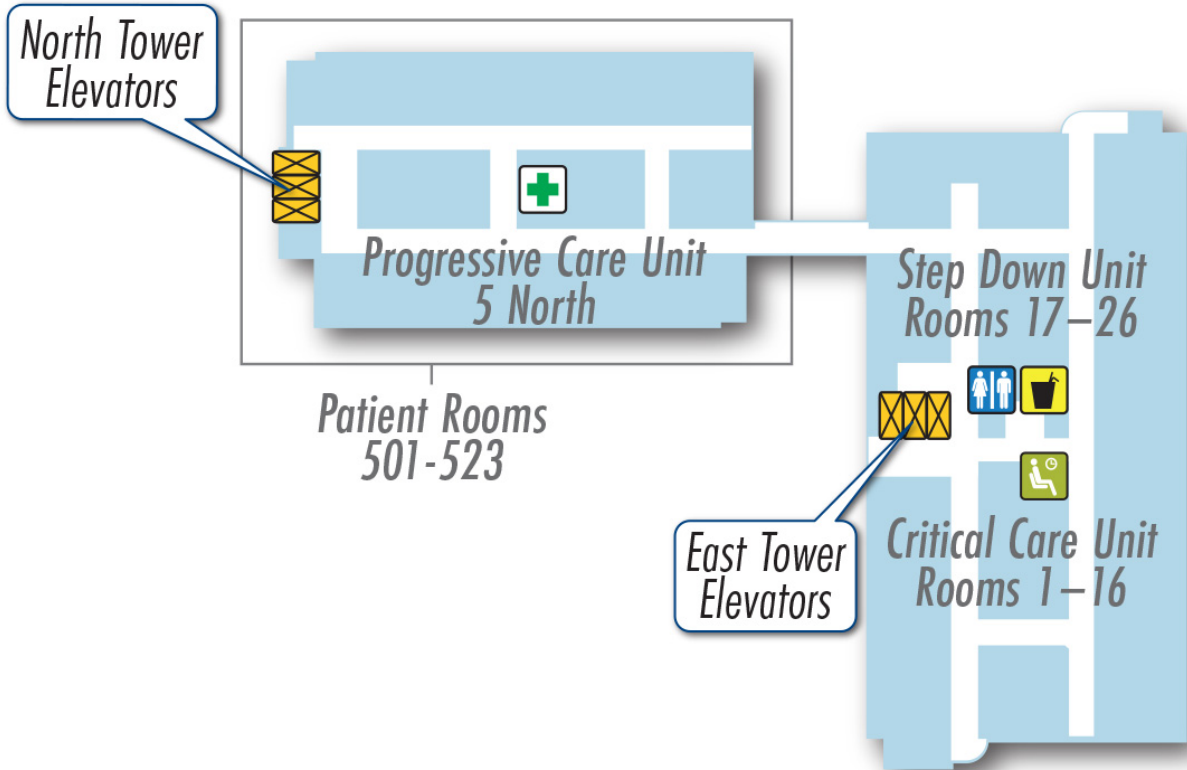 North Tower
Elevators
Progressive Care Unit
5 North
Patient Rooms
501-523
Step Down Unit
Rooms 17–26
East Tower
Elevators
Critical Care Unit
Rooms 1–16